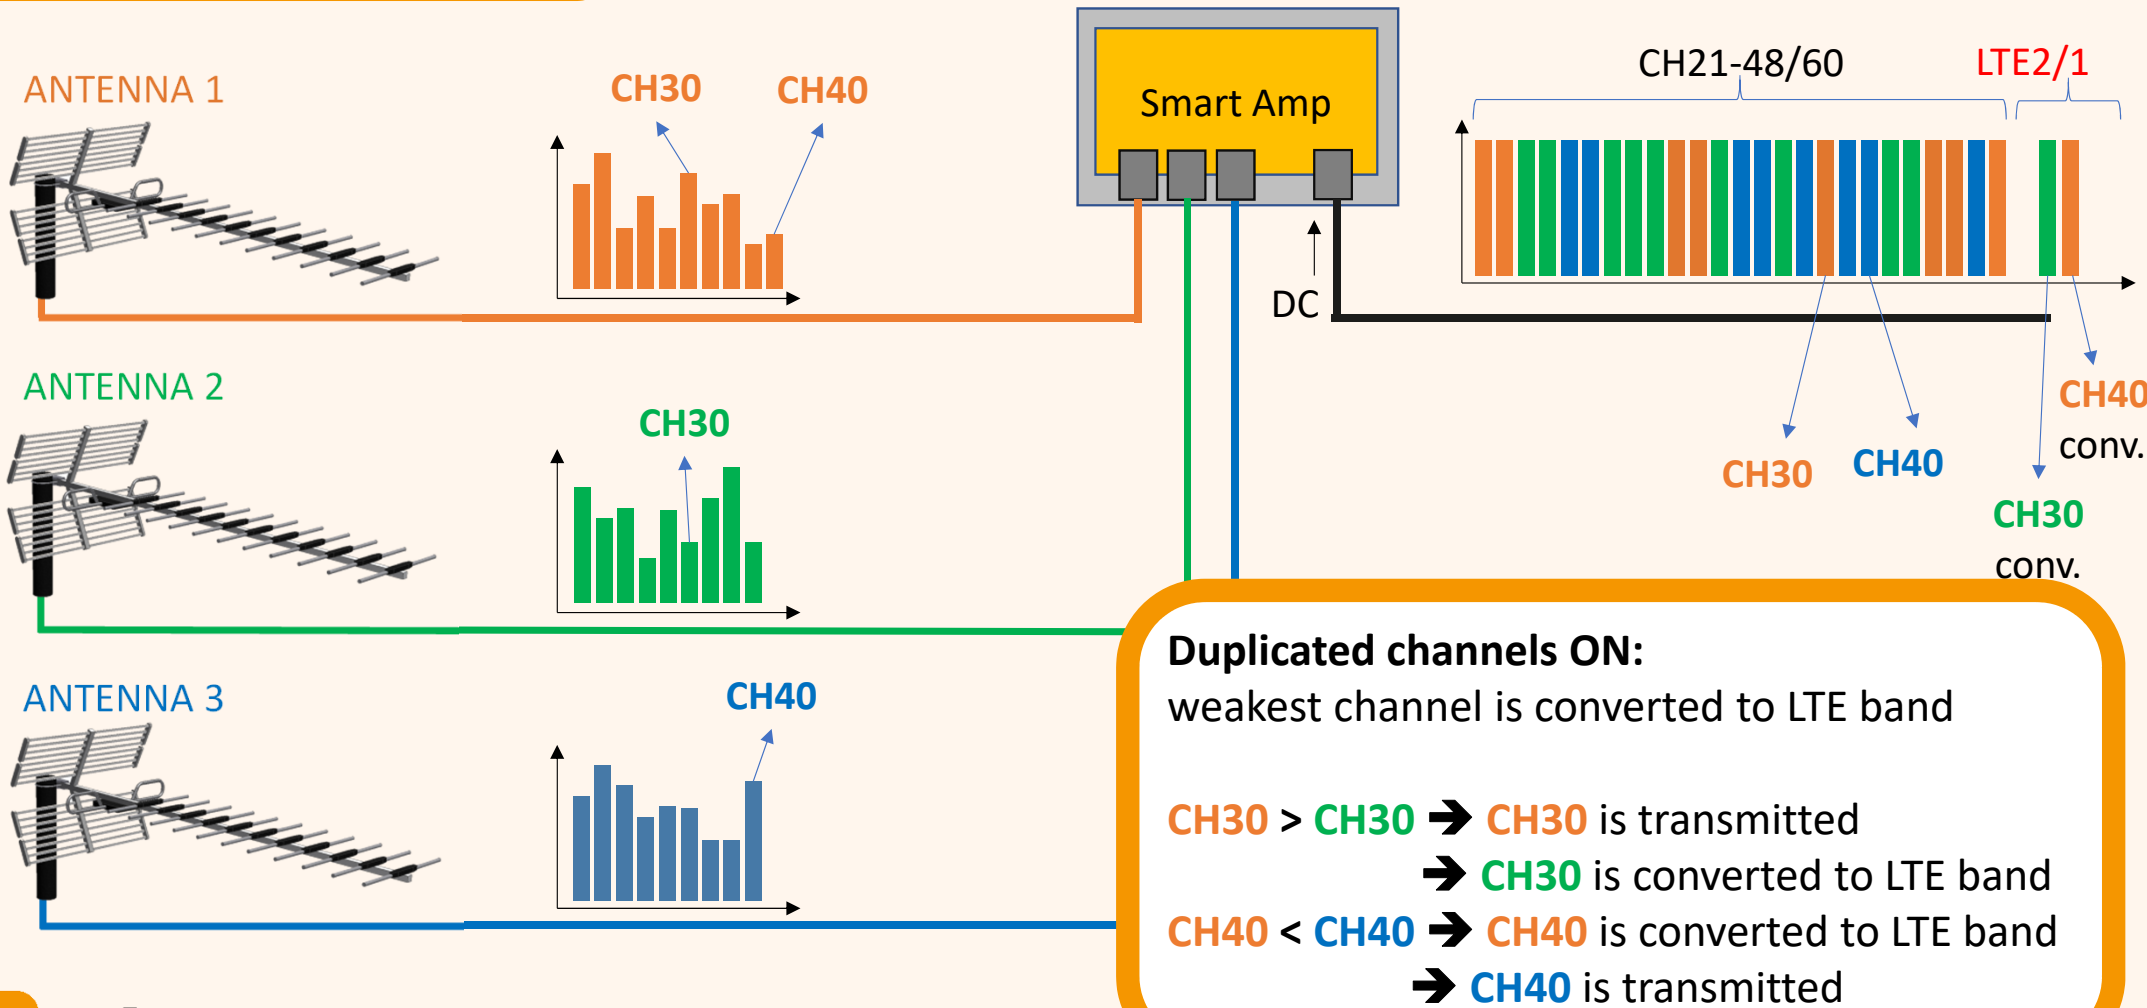 ANTENNA 1
CH30
CH40
Smart Amp
DC
CH21-48/60
LTE2/1
CH30
CH40
CH40
conv.
CH30
conv.
ANTENNA 2
CH30
ANTENNA 3
CH40
Duplicated channels ON:
weakest channel is converted to LTE band
CH30 > CH30 ➔ CH30 is transmitted
➔ CH30 is converted to LTE band
CH40 < CH40 ➔ CH40 is converted to LTE band
➔ CH40 is transmitted